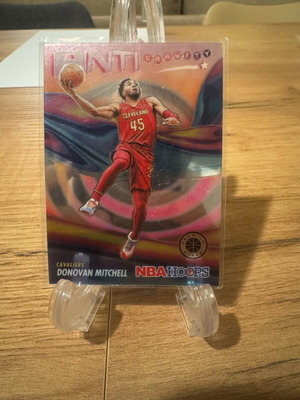 ANTI
GRAVITY
CLEVELAND
45
CAVALIERS
DONOVAN MITCHELL
NBA HOOPS